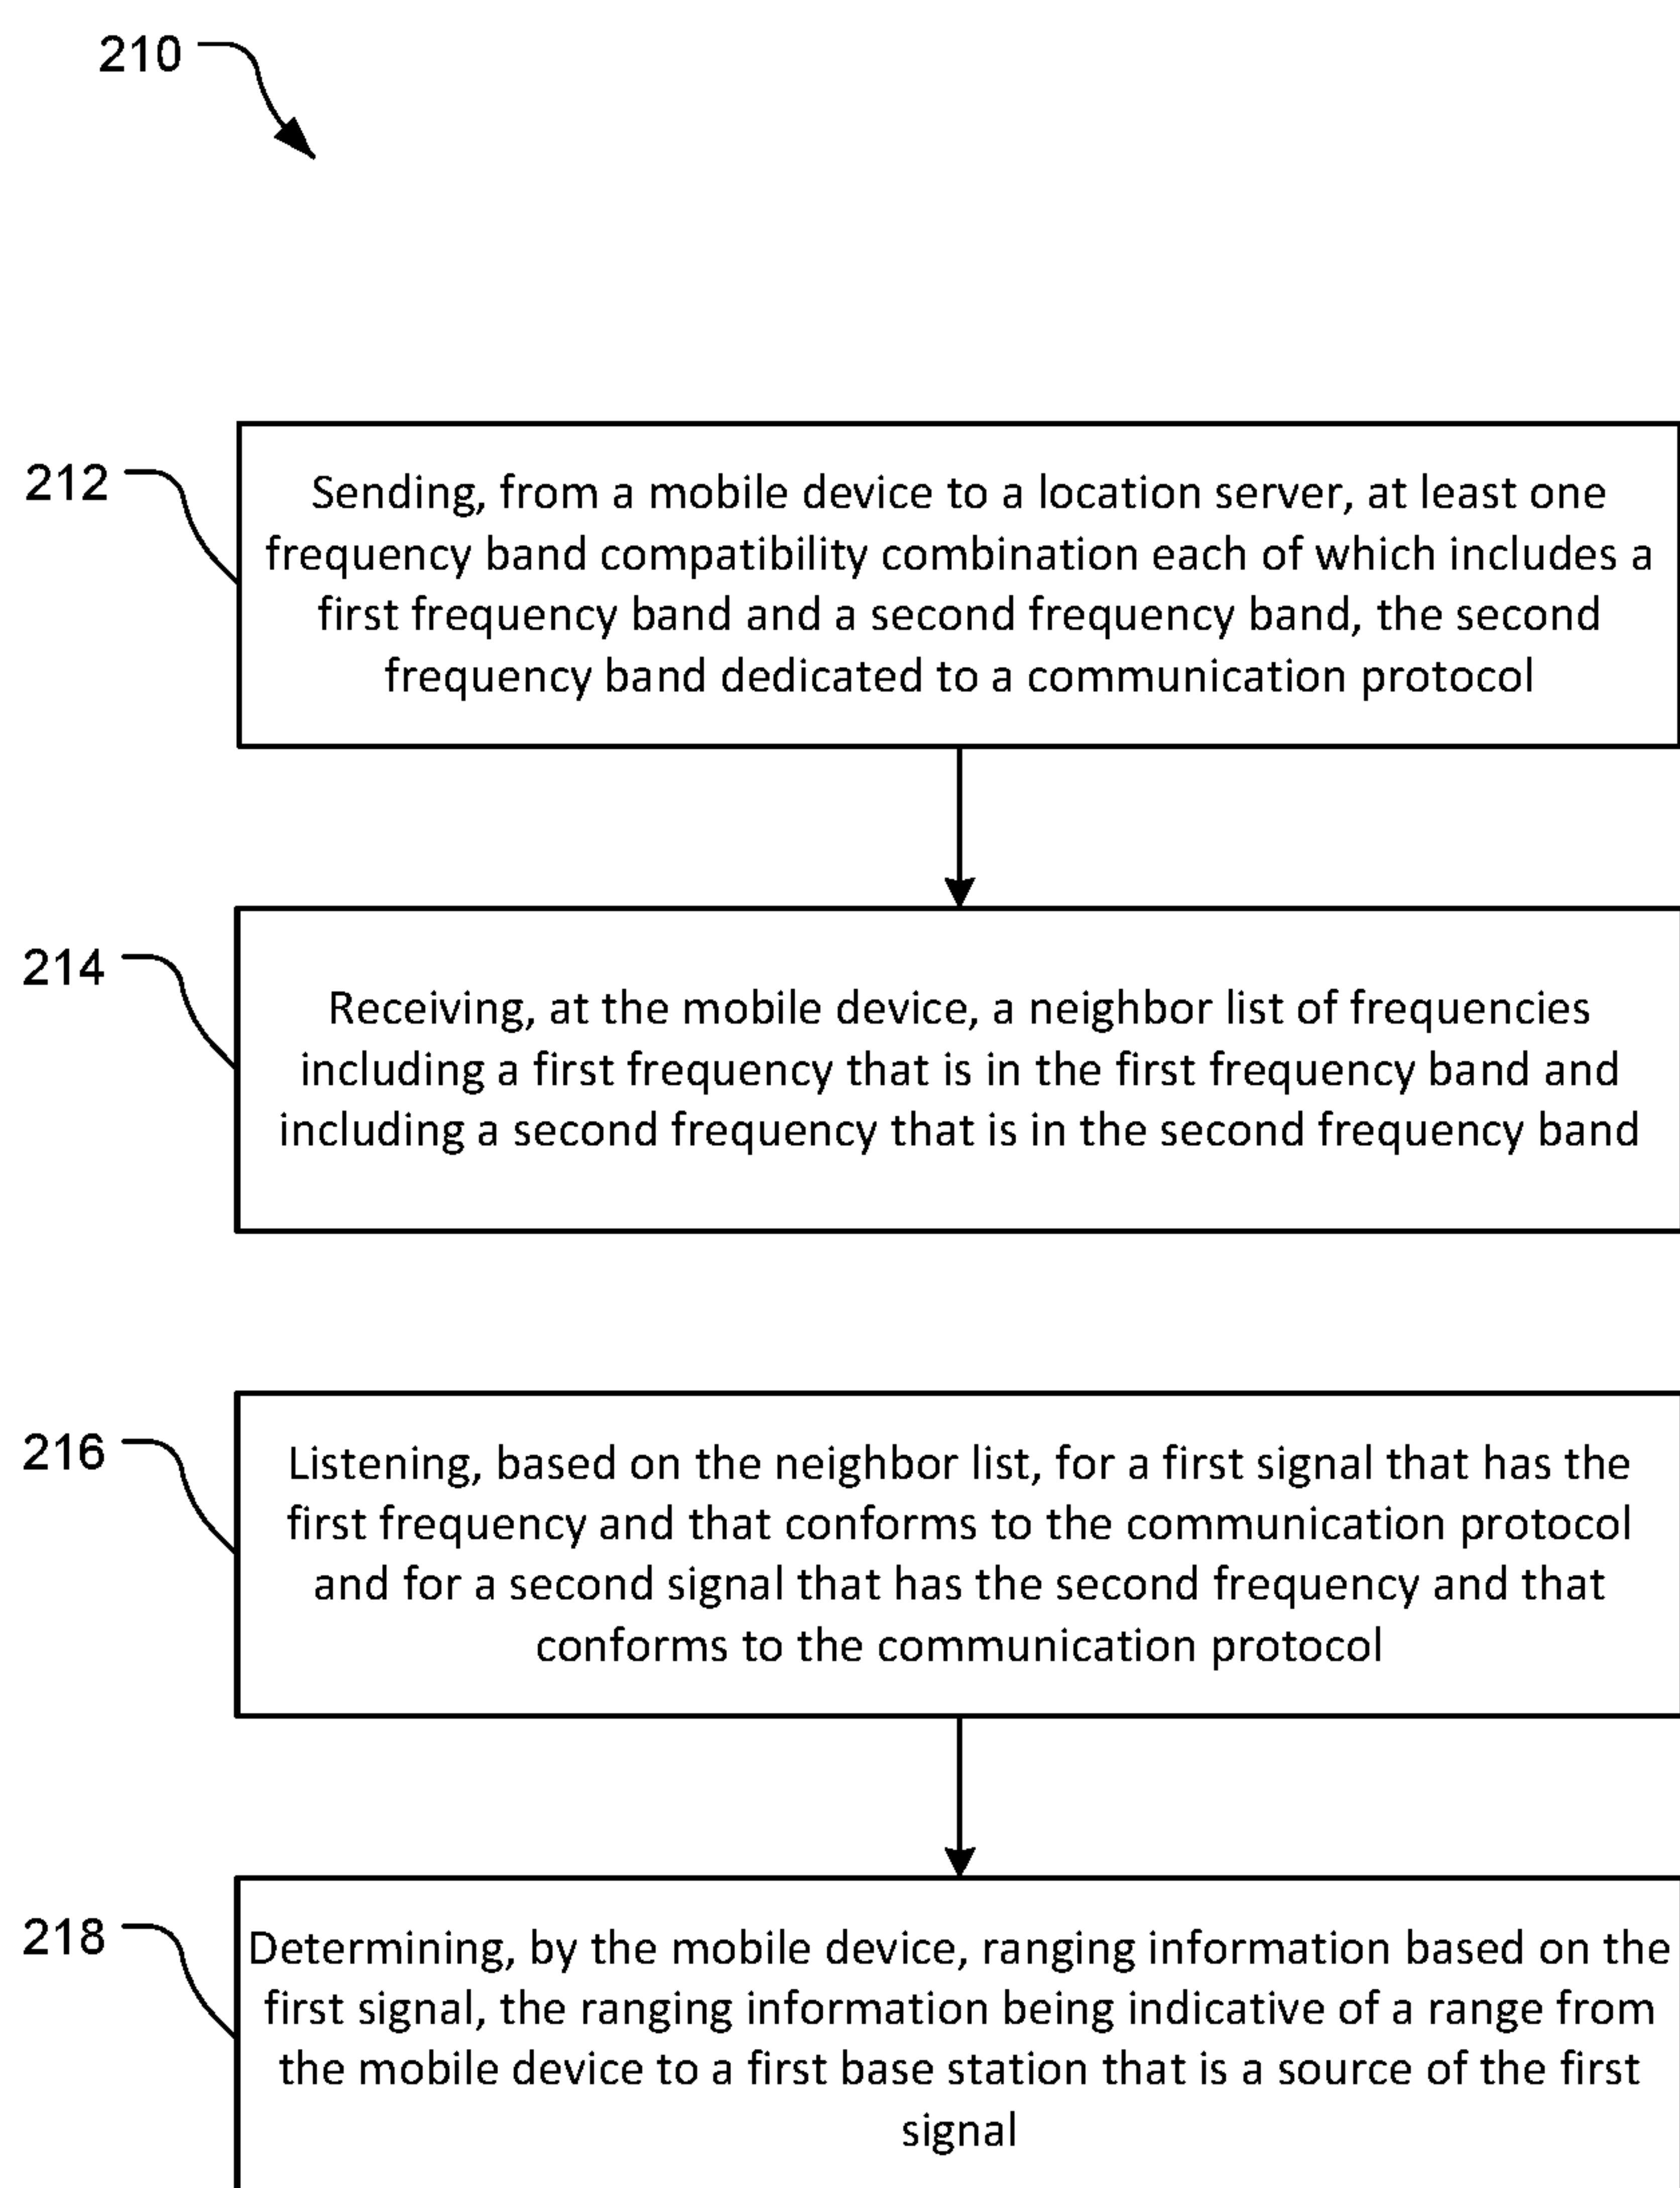 210
212
Sending, from a mobile device to a location server, at least one
frequency band compatibility combination each of which includes a
first frequency band and a second frequency band, the second
frequency band dedicated to a communication protocol
214
Receiving, at the mobile device, a neighbor list of frequencies
including a first frequency that is in the first frequency band and
including a second frequency that is in the second frequency band
216
Listening, based on the neighbor list, for a first signal that has the
first frequency and that conforms to the communication protocol
and for a second signal that has the second frequency and that
conforms to the communication protocol
218
Determining, by the mobile device, ranging information based on the
first signal, the ranging information being indicative of a range from
the mobile device to a first base station that is a source of the first
signal